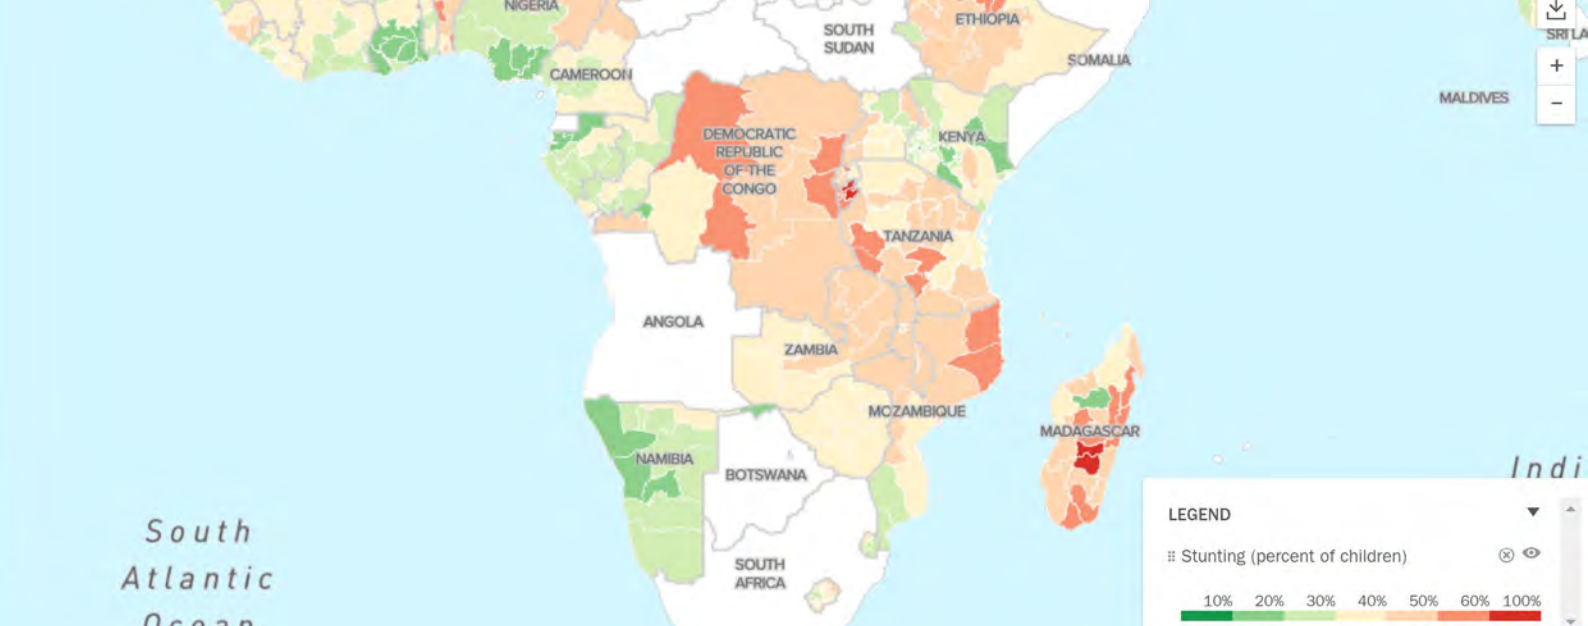 NIGERIA
ETHIOPIA
SOUTH
SUDAN
SRI LA
SOMALIA
CAMEROON
+
MALDIVES
−
DEMOCRATIC
REPUBLIC
OF THE
CONGO
KENYA
TANZANIA
ANGOLA
ZAMBIA
MOZAMBIQUE
MADAGASCAR
NAMIBIA
BOTSWANA
Indi
South
Atlantic
Ocean
SOUTH
AFRICA
LEGEND
Stunting (percent of children)
10% 20% 30% 40% 50% 60% 100%